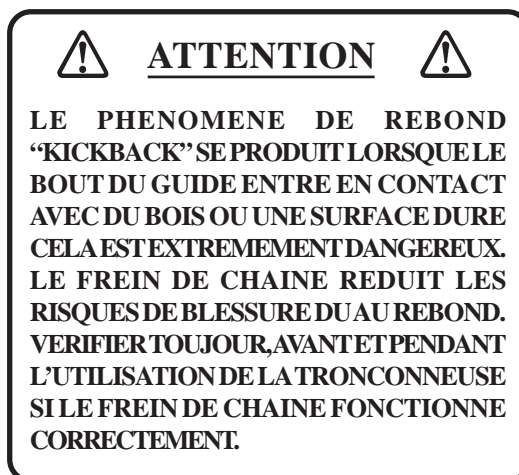 ATTENTION
LE PHENOMENE DE REBOND
“KICKBACK” SE PRODUIT LORSQUE LE
BOUT DU GUIDE ENTRE EN CONTACT
AVEC DU BOIS OU UNE SURFACE DURE
CELA EST EXTREMEMENT DANGEREUX.
LE FREIN DE CHAINE REDUIT LES
RISQUES DE BLESSURE DU AU REBOND.
VERIFIER TOUJOUR, AVANT ET PENDANT
L’UTILISATION DE LA TRONCONNEUSE
SI LE FREIN DE CHAINE FONCTIONNE
CORRECTEMENT.